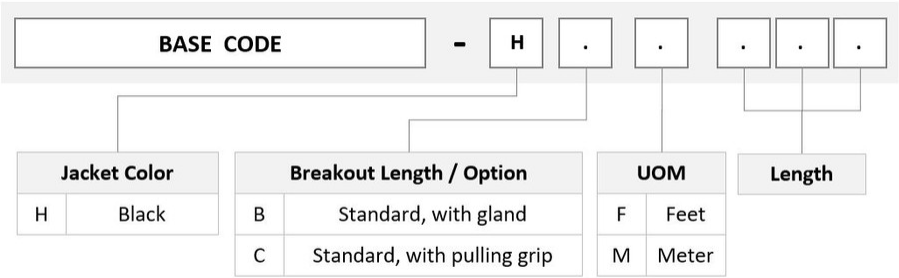 BASE CODE - H . . . . .
Jacket Color Breakout Length / Option UOM Length
H Black B Standard, with gland F Feet
C Standard, with pulling grip M Meter